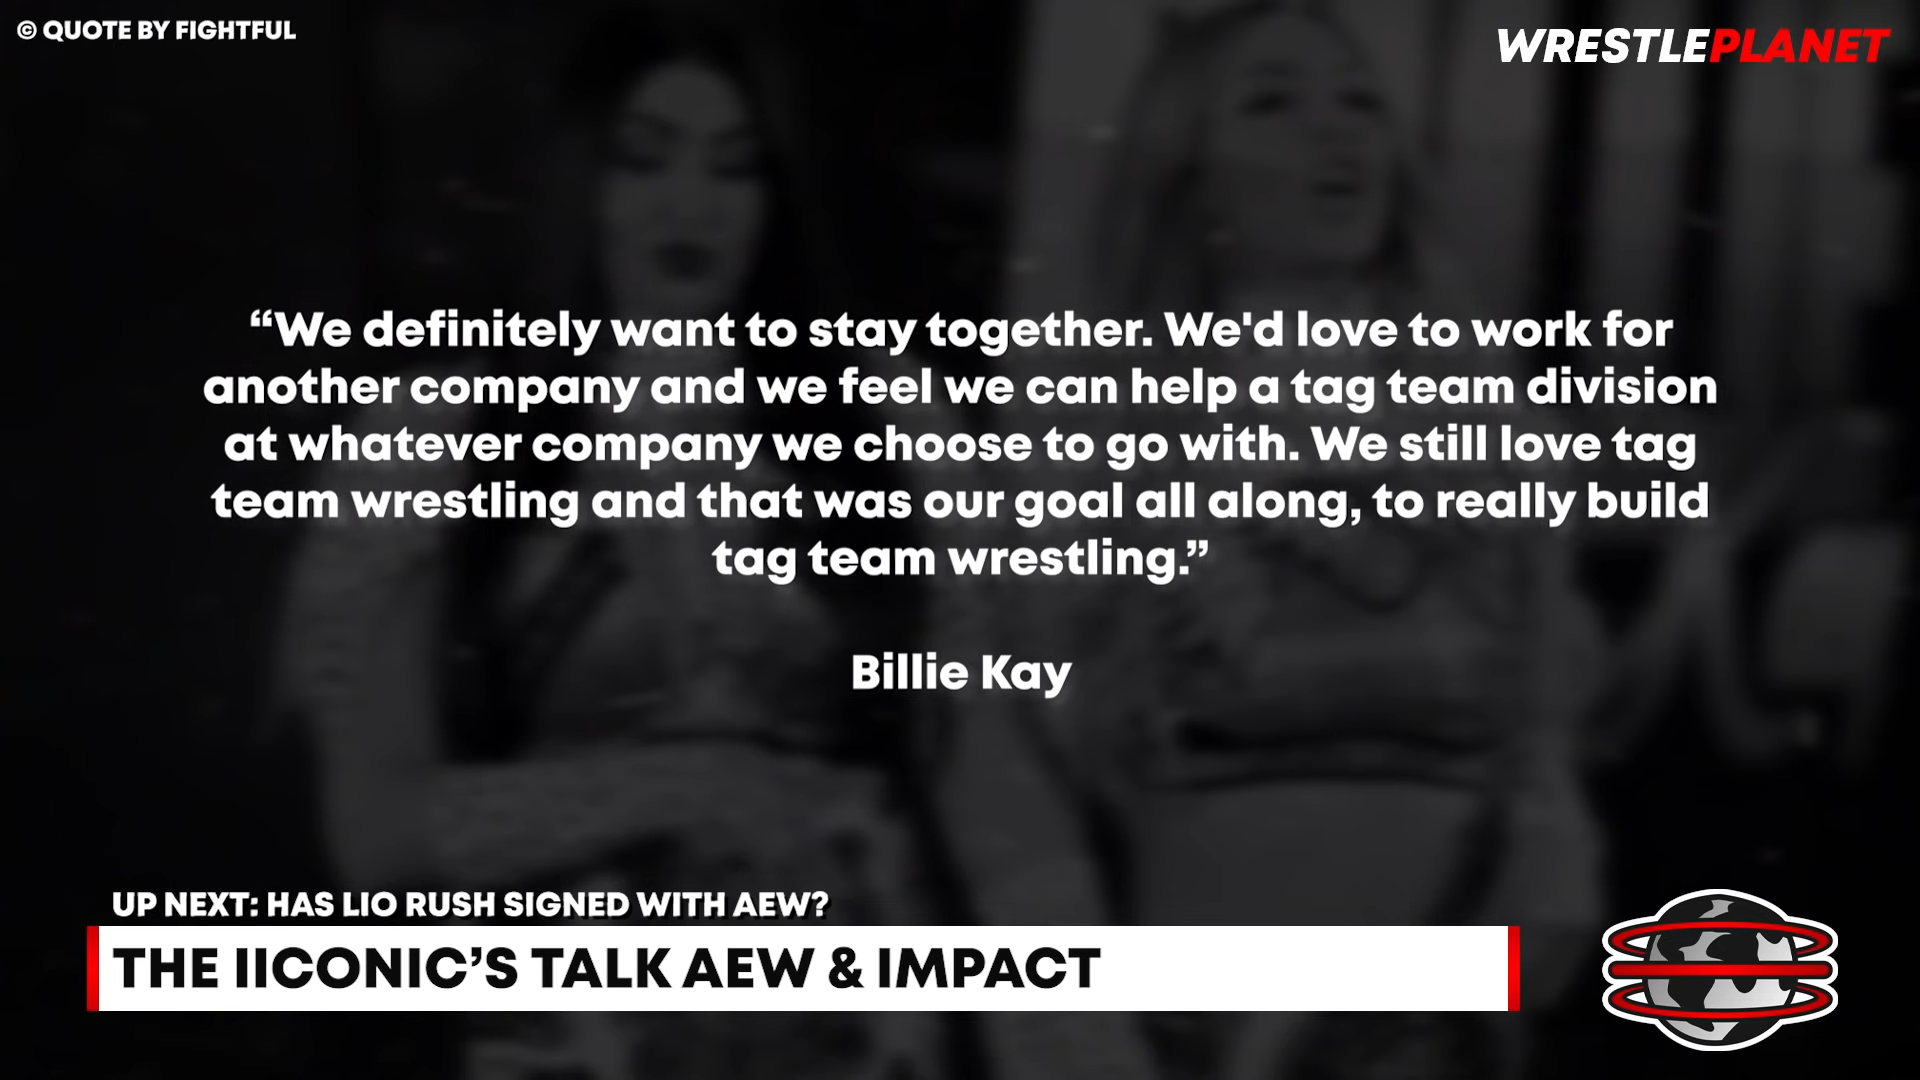 © QUOTE BY FIGHTFUL
WRESTLEPLANET
“We definitely want to stay together. We'd love to work for
another company and we feel we can help a tag team division
at whatever company we choose to go with. We still love tag
team wrestling and that was our goal all along, to really build
tag team wrestling.”
Billie Kay
UP NEXT: HAS LIO RUSH SIGNED WITH AEW?
THE IICONIC’S TALK AEW & IMPACT